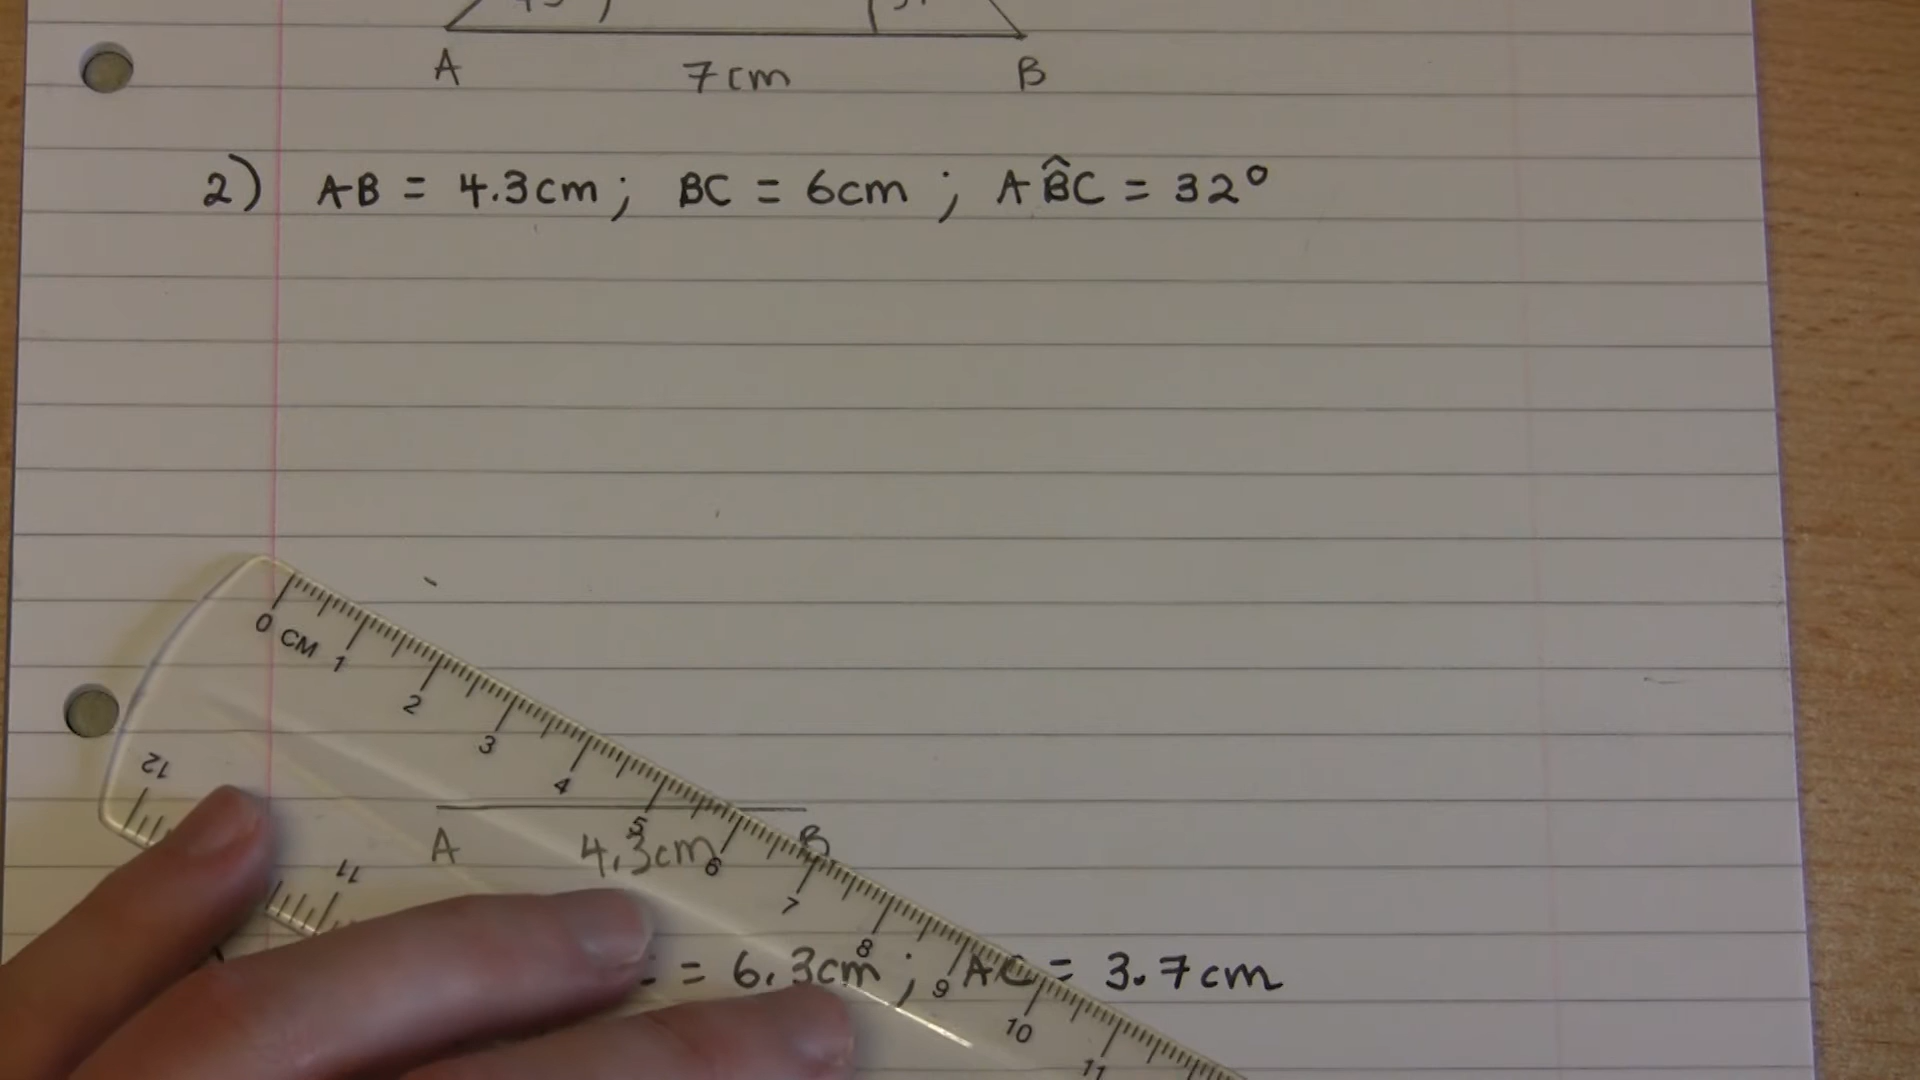 A 7cm B
2) AB = 4.3cm ; BC = 6cm ; AB̂C = 32°
0 CM 1 2 3 4 5 6 7 8 9 10 11
12 11
A 4.3cm B
= 6.3cm ; AC = 3.7cm